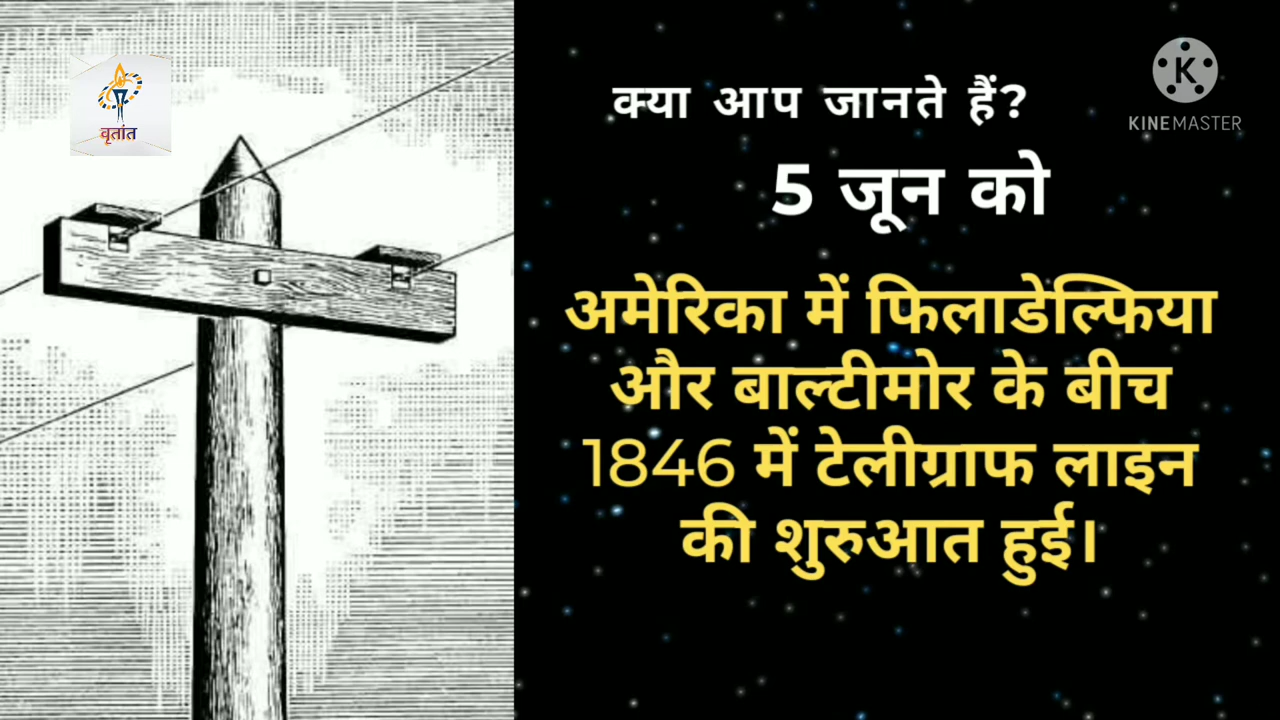 वृतांत
क्या आप जानते हैं?
KINEMASTER
5 जून को
अमेरिका में फिलाडेल्फिया
और बाल्टीमोर के बीच
1846 में टेलीग्राफ लाइन
की शुरुआत हुई।